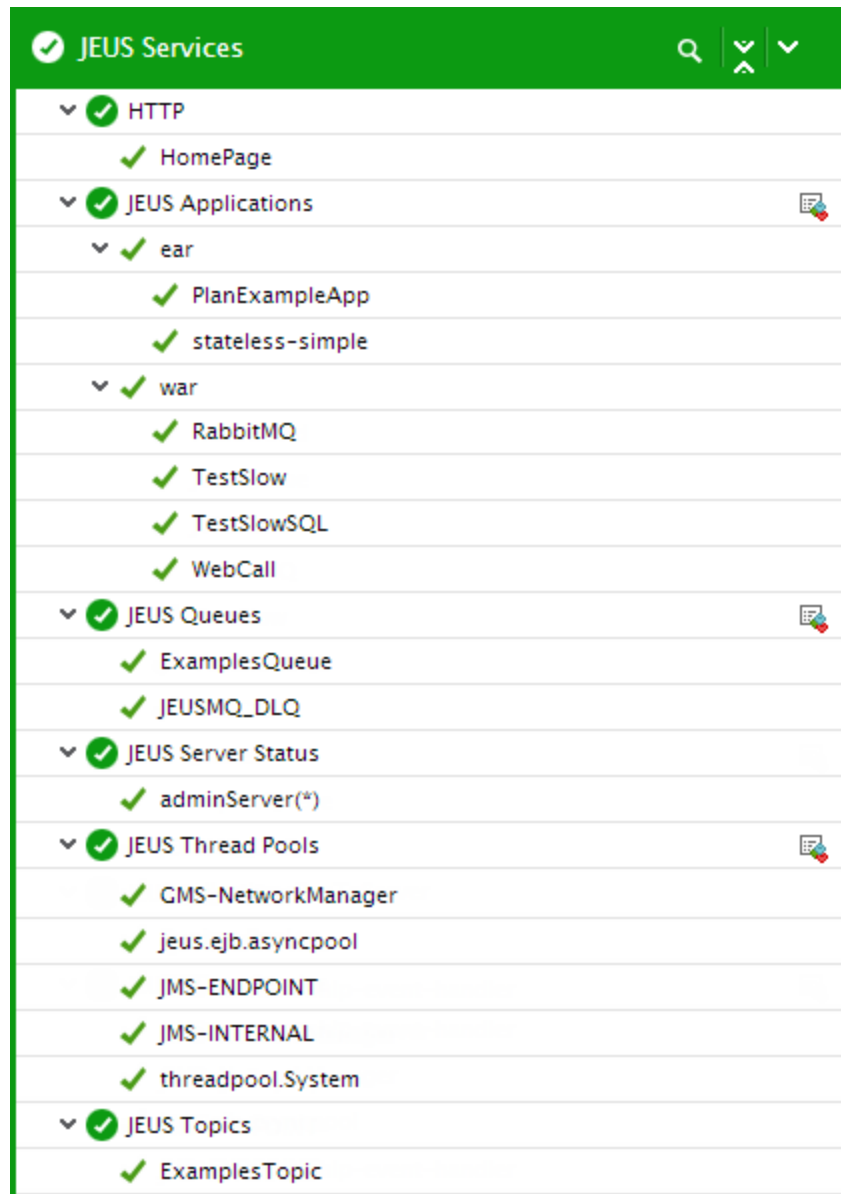 JEUS Services
HTTP
HomePage
JEUS Applications
ear
PlanExampleApp
stateless-simple
war
RabbitMQ
TestSlow
TestSlowSQL
WebCall
JEUS Queues
ExamplesQueue
JEUSMQ_DLQ
JEUS Server Status
adminServer(*)
JEUS Thread Pools
GMS-NetworkManager
jeus.ejb.asyncpool
JMS-ENDPOINT
JMS-INTERNAL
threadpool.System
JEUS Topics
ExamplesTopic